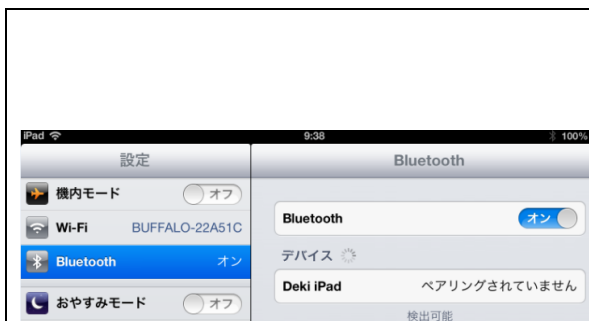 iPad 9:38 100%
設定 Bluetooth
機内モード オフ
Wi-Fi BUFFALO-22A51C
Bluetooth オン
おやすみモード オフ
Bluetooth オン
デバイス
Deki iPad ペアリングされていません
検出可能